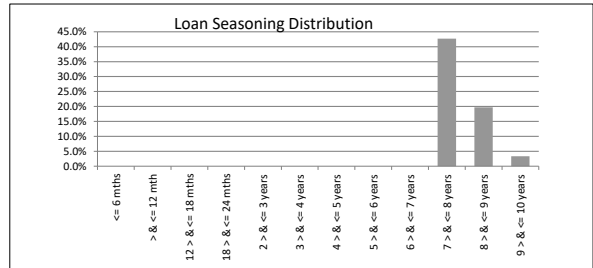 Loan Seasoning Distribution
45.0%
40.0%
35.0%
30.0%
25.0%
20.0%
15.0%
10.0%
5.0%
0.0%
<= 6 mths
> & <= 12 mth
12 > & <= 18 mths
18 > & <= 24 mths
2 > & <= 3 years
3 > & <= 4 years
4 > & <= 5 years
5 > & <= 6 years
6 > & <= 7 years
7 > & <= 8 years
8 > & <= 9 years
9 > & <= 10 years